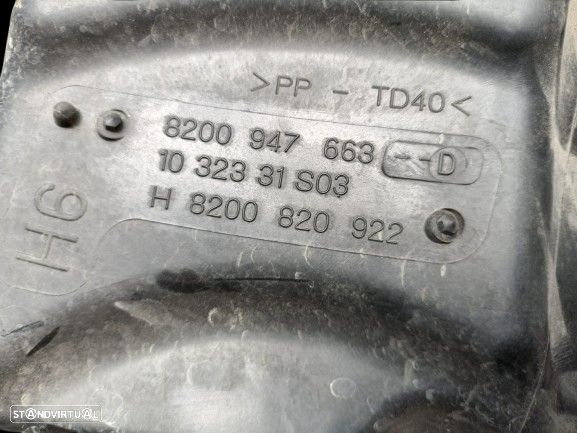 >PP - TD40<
8200 947 663 --D
10 323 31 S03
H 8200 820 922
H6
STANDVIRTUAL